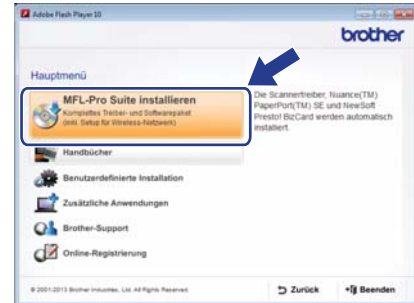 Adobe Flash Player 10
brother
Hauptmenü
MFL-Pro Suite installieren
Komplettes Treiber- und Softwarepaket
(inkl. Setup für Wireless-Netzwerk)
Die Scannertreiber, Nuance(TM)
PaperPort(TM) SE und NewSoft
Presto! BizCard werden automatisch
installiert.
Handbücher
Benutzerdefinierte Installation
Zusätzliche Anwendungen
Brother-Support
Online-Registrierung
© 2001-2013 Brother Industries, Ltd. All Rights Reserved.
Zurück
Beenden